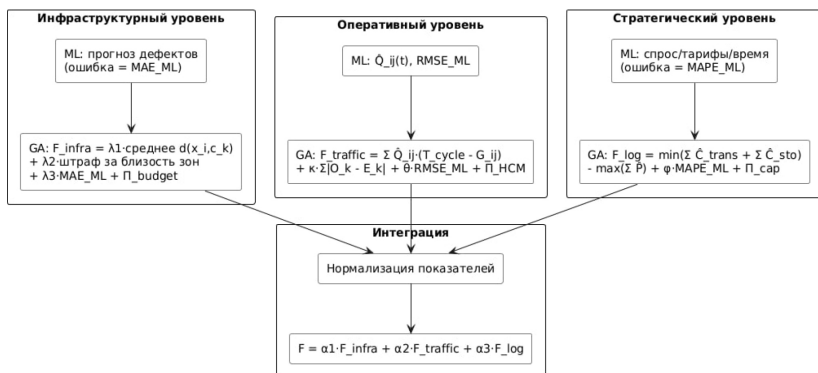 Инфраструктурный уровень
ML: прогноз дефектов
(ошибка = MAE_ML)
GA: F_infra = λ1·среднее d(x_i,c_k)
+ λ2·штраф за близость зон
+ λ3·MAE_ML + Π_budget
Оперативный уровень
ML: Q̂_ij(t), RMSE_ML
GA: F_traffic = Σ Q̂_ij·(T_cycle - G_ij)
+ κ·Σ|O_k - E_k| + θ·RMSE_ML + Π_HCM
Стратегический уровень
ML: спрос/тарифы/время
(ошибка = MAPE_ML)
GA: F_log = min(Σ Ĉ_trans + Σ Ĉ_sto)
- max(Σ P̂) + φ·MAPE_ML + Π_cap
Интеграция
Нормализация показателей
F = α1·F_infra + α2·F_traffic + α3·F_log